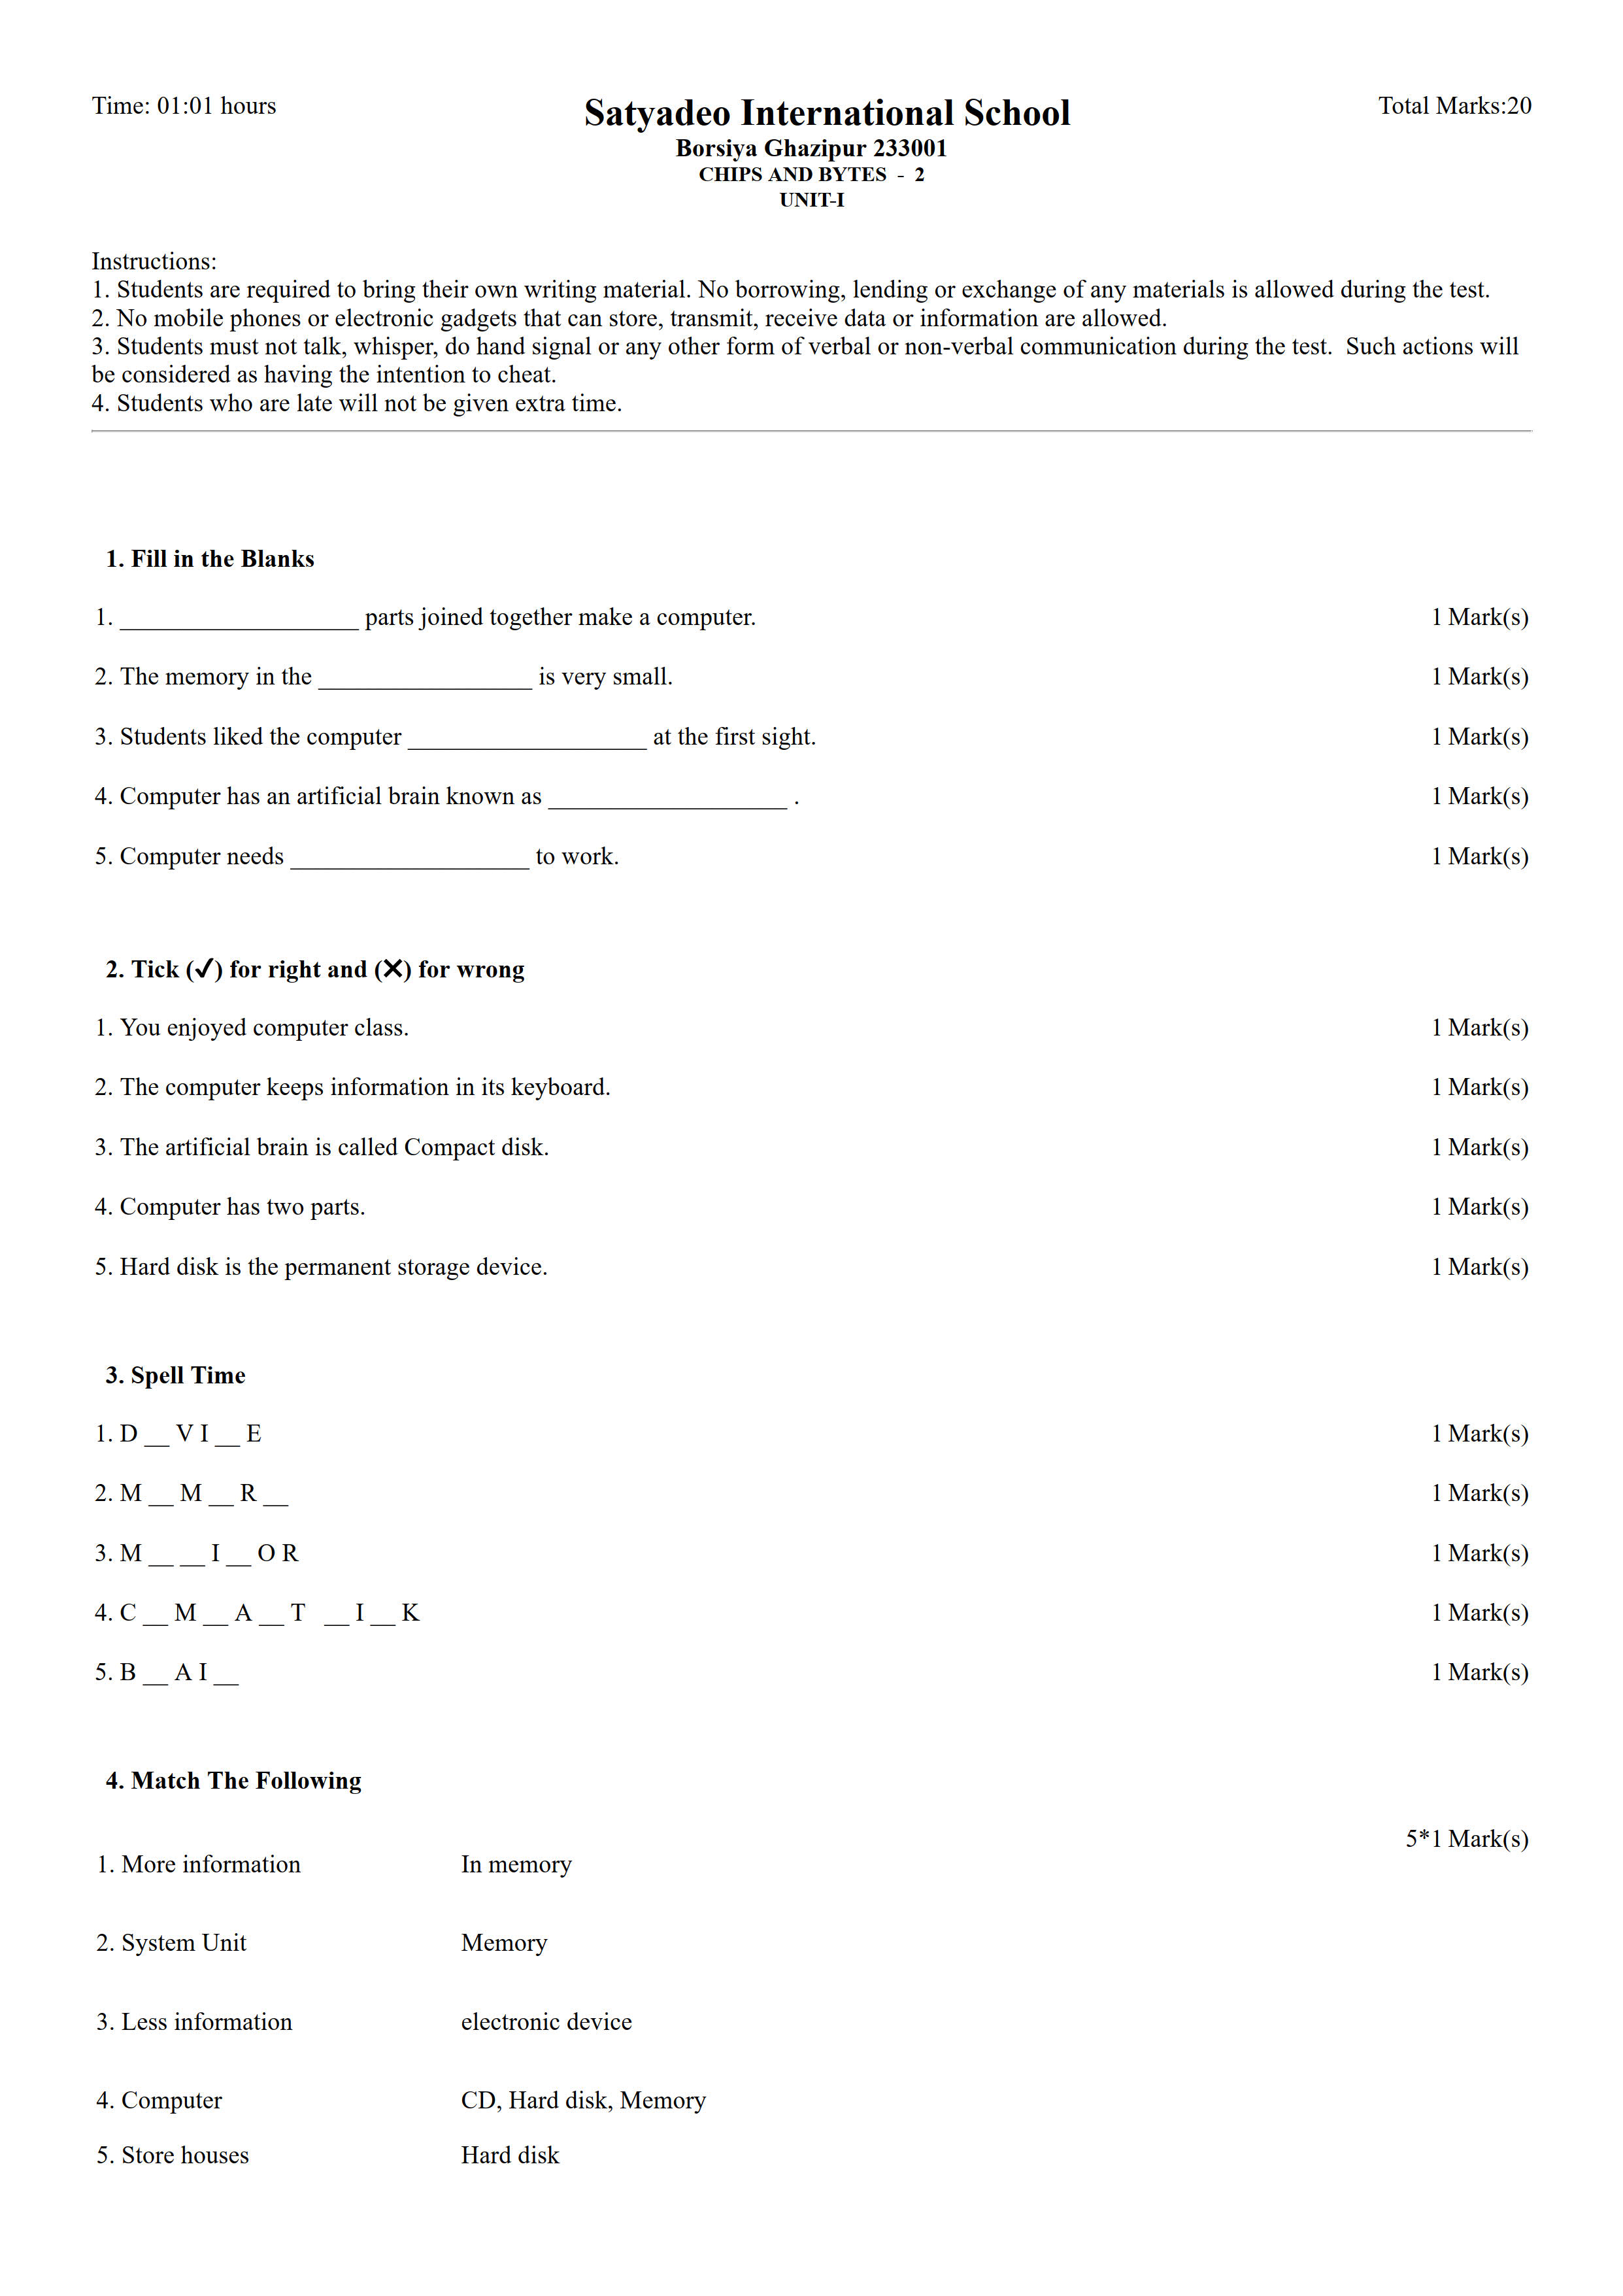 Time: 01:01 hours
Satyadeo International School
Total Marks:20
Borsiya Ghazipur 233001
CHIPS AND BYTES - 2
UNIT-I
Instructions:
1. Students are required to bring their own writing material. No borrowing, lending or exchange of any materials is allowed during the test.
2. No mobile phones or electronic gadgets that can store, transmit, receive data or information are allowed.
3. Students must not talk, whisper, do hand signal or any other form of verbal or non-verbal communication during the test. Such actions will
be considered as having the intention to cheat.
4. Students who are late will not be given extra time.
1. Fill in the Blanks
1. ___________________ parts joined together make a computer. 1 Mark(s)
2. The memory in the _________________ is very small. 1 Mark(s)
3. Students liked the computer ___________________ at the first sight. 1 Mark(s)
4. Computer has an artificial brain known as ___________________ . 1 Mark(s)
5. Computer needs ___________________ to work. 1 Mark(s)
2. Tick (✔) for right and (✖) for wrong
1. You enjoyed computer class. 1 Mark(s)
2. The computer keeps information in its keyboard. 1 Mark(s)
3. The artificial brain is called Compact disk. 1 Mark(s)
4. Computer has two parts. 1 Mark(s)
5. Hard disk is the permanent storage device. 1 Mark(s)
3. Spell Time
1. D __ V I __ E 1 Mark(s)
2. M __ M __ R __ 1 Mark(s)
3. M __ __ I __ O R 1 Mark(s)
4. C __ M __ A __ T __ I __ K 1 Mark(s)
5. B __ A I __ 1 Mark(s)
4. Match The Following
5*1 Mark(s)
1. More information In memory
2. System Unit Memory
3. Less information electronic device
4. Computer CD, Hard disk, Memory
5. Store houses Hard disk